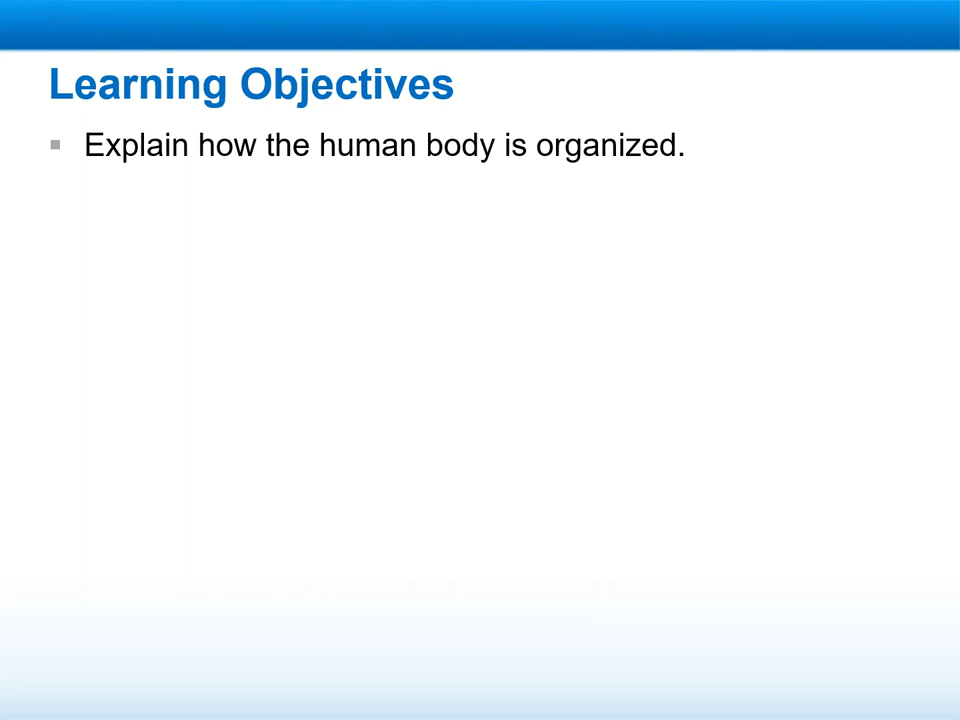 Learning Objectives
Explain how the human body is organized.